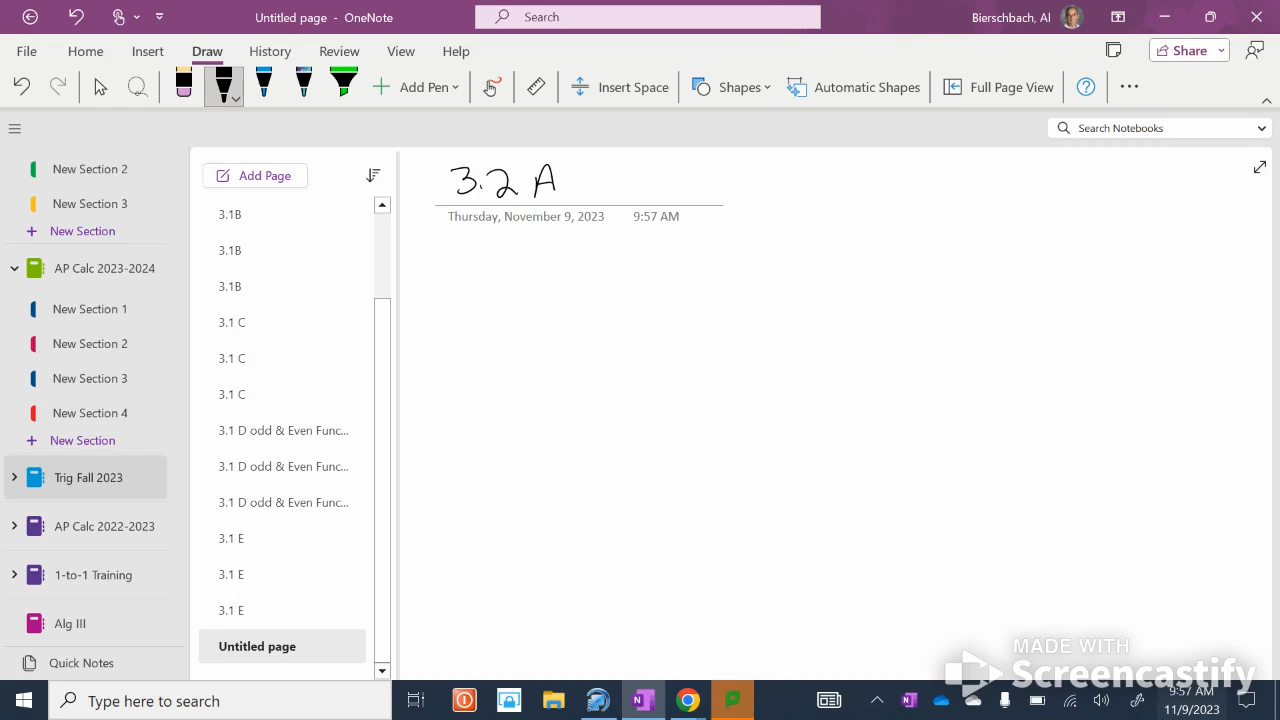 Untitled page - OneNote
Search
Bierschbach, Al
File
Home
Insert
Draw
History
Review
View
Help
Share
Add Pen
Insert Space
Shapes
Automatic Shapes
Full Page View
Search Notebooks
New Section 2
New Section 3
New Section
AP Calc 2023-2024
New Section 1
New Section 2
New Section 3
New Section 4
New Section
Trig Fall 2023
AP Calc 2022-2023
1-to-1 Training
Alg III
Quick Notes
Add Page
3.1B
3.1B
3.1B
3.1 C
3.1 C
3.1 C
3.1 D odd & Even Func...
3.1 D odd & Even Func...
3.1 D odd & Even Func...
3.1 E
3.1 E
3.1 E
Untitled page
3.2 A
Thursday, November 9, 2023 9:57 AM
MADE WITH
Screencastify
Type here to search
9:57 AM
11/9/2023